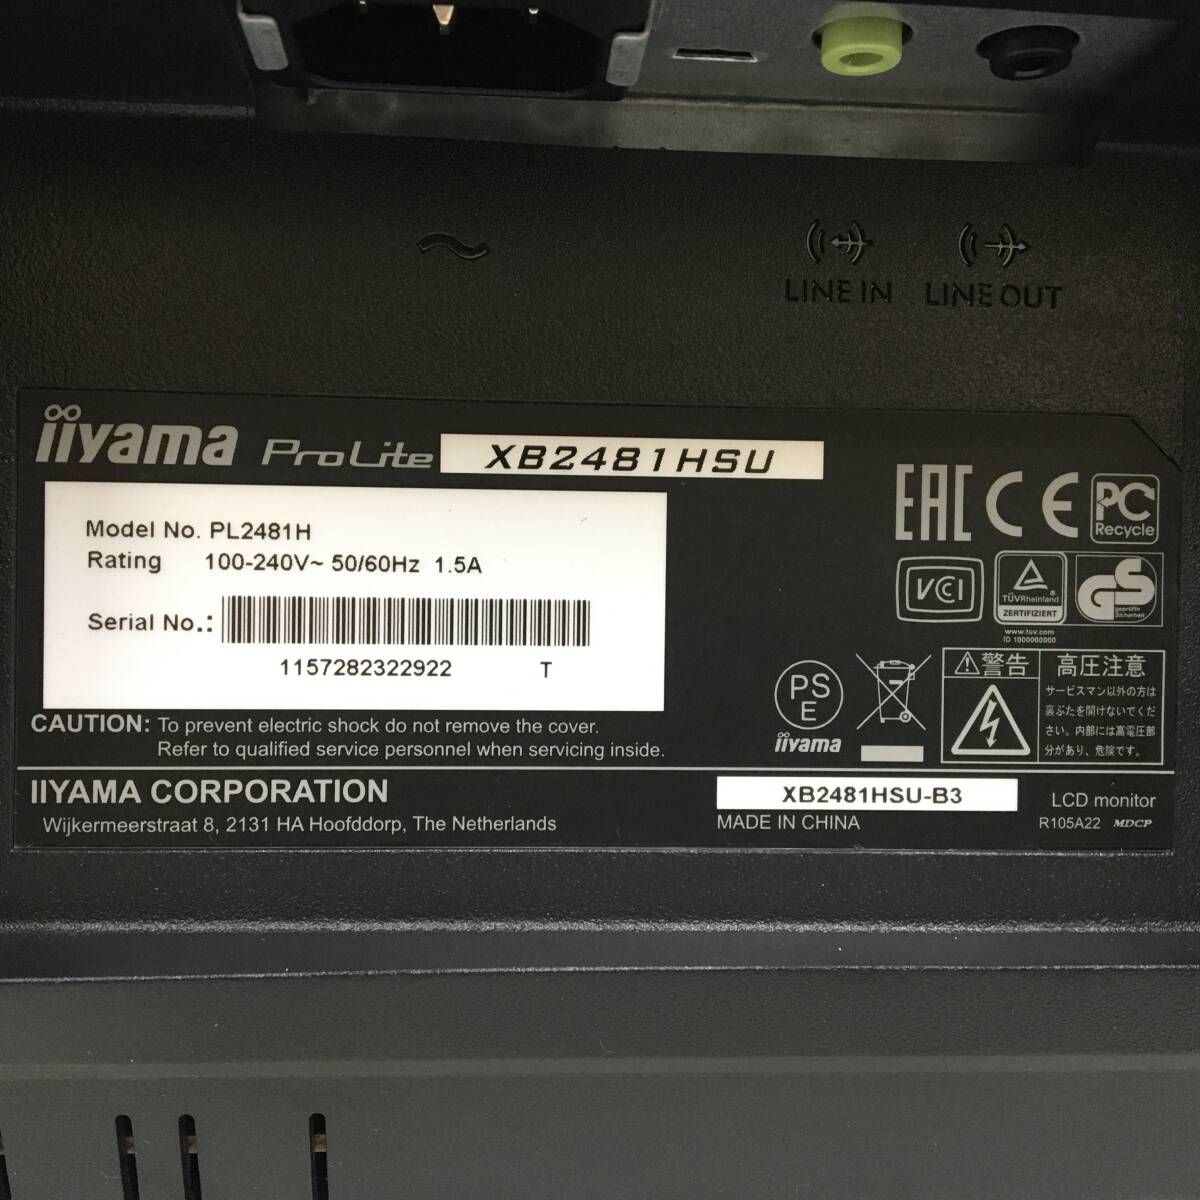 LINE IN LINE OUT
iiyama ProLite XB2481HSU
Model No. PL2481H
Rating 100-240V~ 50/60Hz 1.5A
Serial No.:
1157282322922 T
EAC CE PC
Recycle
VCI TÜVRheinland
ZERTIFIZIERT
GS geprüfte
Sicherheit
www.tuv.com
ID 1000000000
PS
E
iiyama
警告
高圧注意
サービスマン以外の方は
裏ぶたを開けないでくだ
さい。内部には高電圧部
分があり、危険です。
CAUTION: To prevent electric shock do not remove the cover.
Refer to qualified service personnel when servicing inside.
IIYAMA CORPORATION
Wijkermeerstraat 8, 2131 HA Hoofddorp, The Netherlands
XB2481HSU-B3
MADE IN CHINA
LCD monitor
R105A22 MDCP